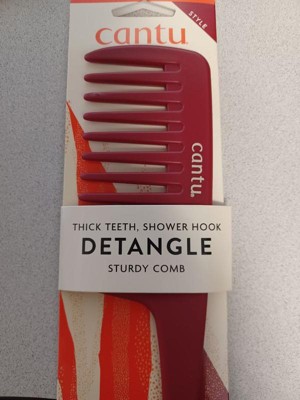 cantu
STYLE
cantu.
THICK TEETH, SHOWER HOOK
DETANGLE
STURDY COMB